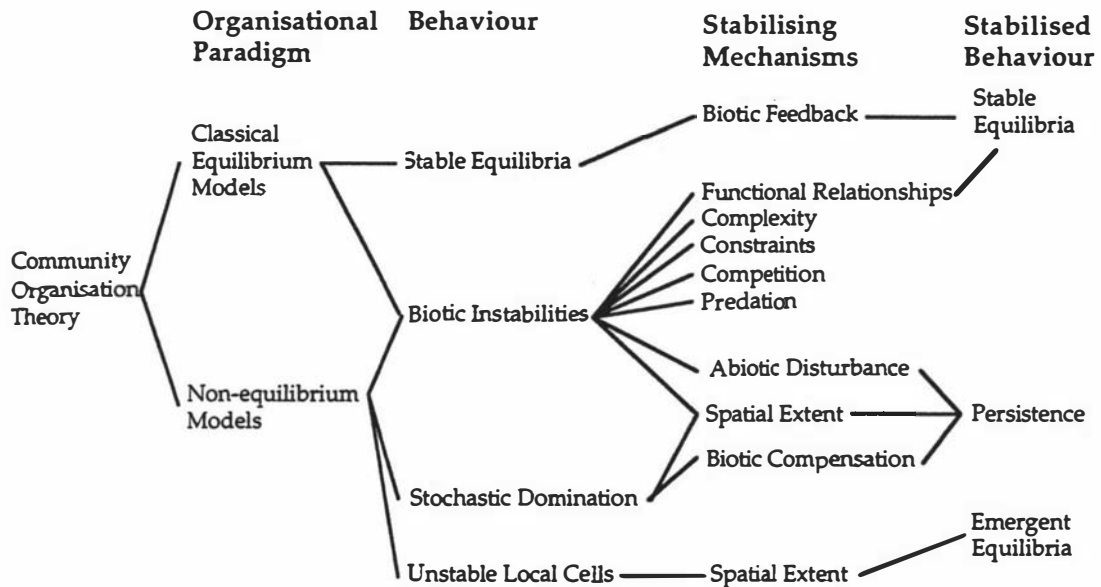 Organisational
Paradigm
Behaviour
Stabilising
Mechanisms
Stabilised
Behaviour
Community
Organisation
Theory
Classical
Equilibrium
Models
Non-equilibrium
Models
Stable Equilibria
Biotic Instabilities
Stochastic Domination
Unstable Local Cells
Biotic Feedback
Functional Relationships
Complexity
Constraints
Competition
Predation
Abiotic Disturbance
Spatial Extent
Biotic Compensation
Spatial Extent
Stable
Equilibria
Persistence
Emergent
Equilibria